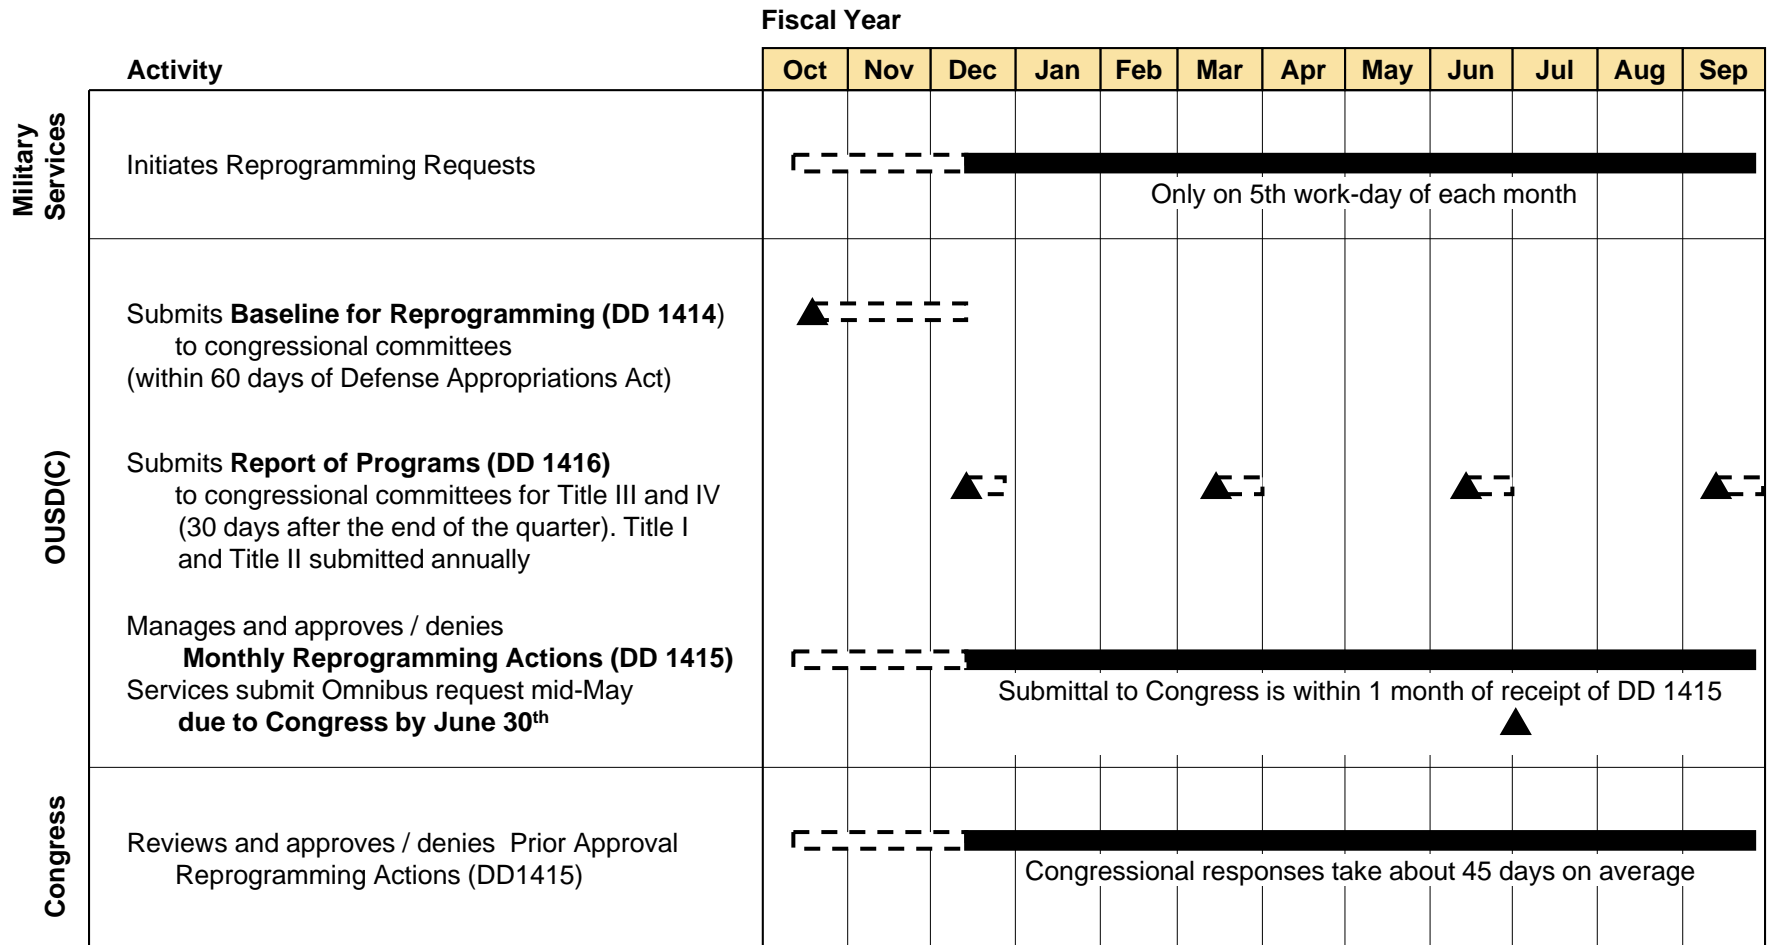 Fiscal Year
Activity
Oct Nov Dec Jan Feb Mar Apr May Jun Jul Aug Sep
Military
Services
Initiates Reprogramming Requests
Only on 5th work-day of each month
OUSD(C)
Submits Baseline for Reprogramming (DD 1414)
to congressional committees
(within 60 days of Defense Appropriations Act)
Submits Report of Programs (DD 1416)
to congressional committees for Title III and IV
(30 days after the end of the quarter). Title I
and Title II submitted annually
Manages and approves / denies
Monthly Reprogramming Actions (DD 1415)
Services submit Omnibus request mid-May
due to Congress by June 30th
Submittal to Congress is within 1 month of receipt of DD 1415
Congress
Reviews and approves / denies Prior Approval
Reprogramming Actions (DD1415)
Congressional responses take about 45 days on average